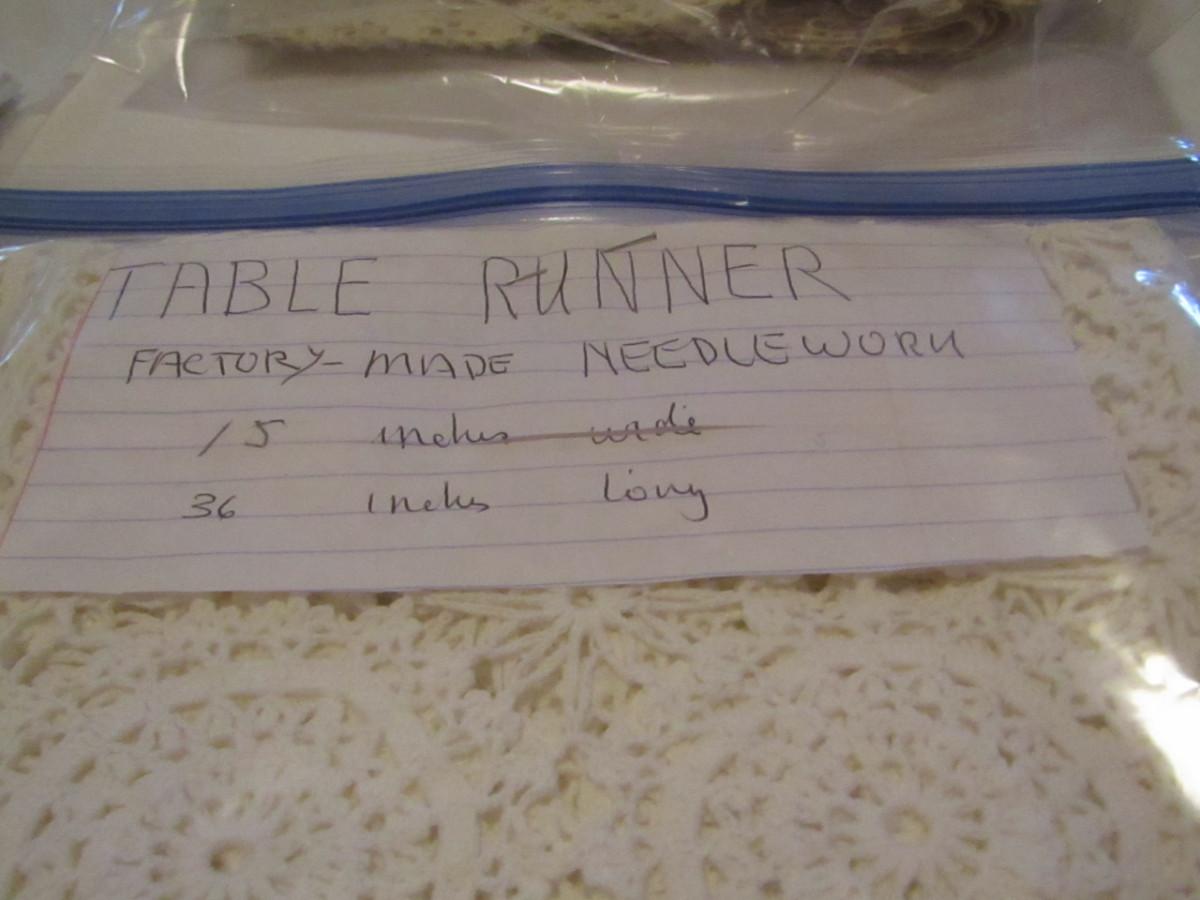 TABLE RUNNER
FACTORY-MADE NEEDLEWORK
15 inches wide
36 inches long